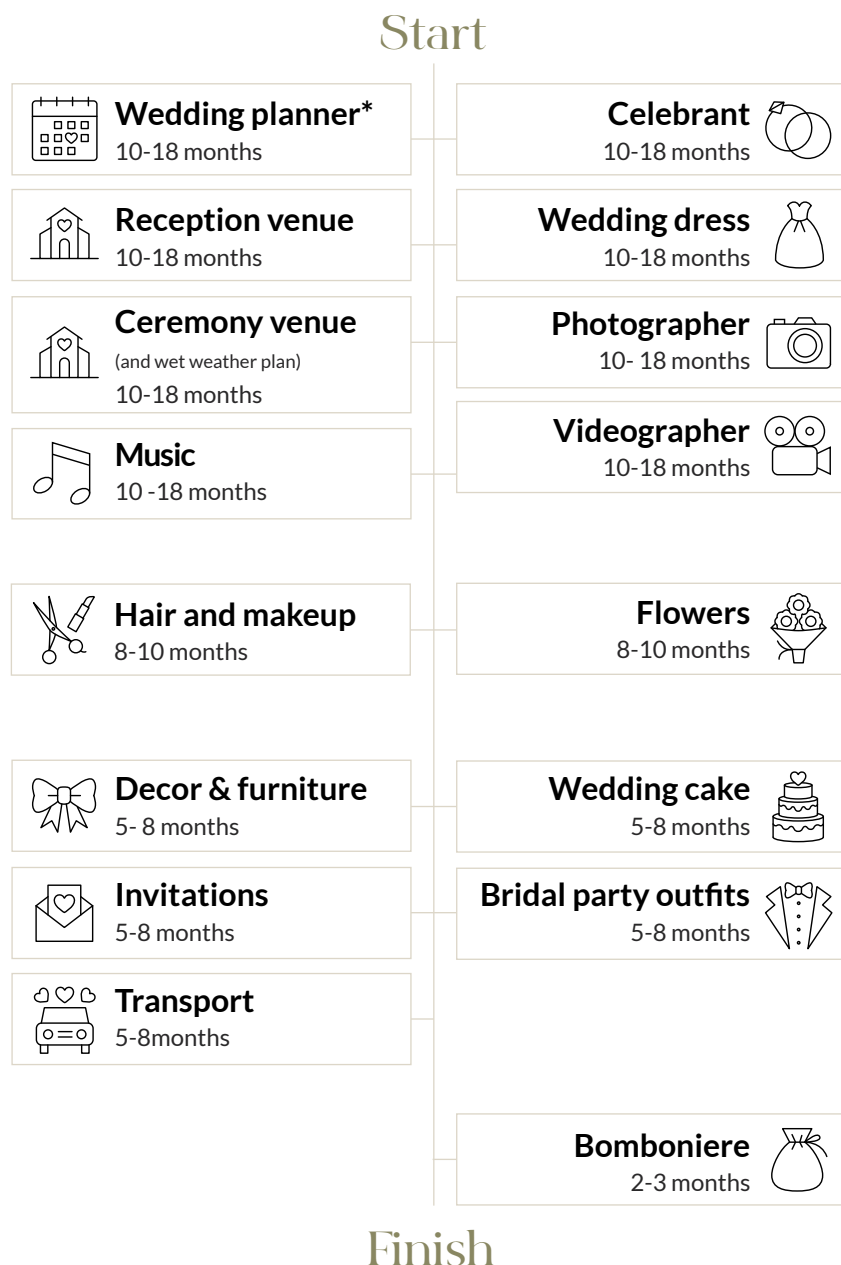 Start
Wedding planner*
10-18 months
Celebrant
10-18 months
Reception venue
10-18 months
Wedding dress
10-18 months
Ceremony venue
(and wet weather plan)
10-18 months
Photographer
10- 18 months
Music
10 -18 months
Videographer
10-18 months
Hair and makeup
8-10 months
Flowers
8-10 months
Decor & furniture
5- 8 months
Wedding cake
5-8 months
Invitations
5-8 months
Bridal party outfits
5-8 months
Transport
5-8months
Bomboniere
2-3 months
Finish